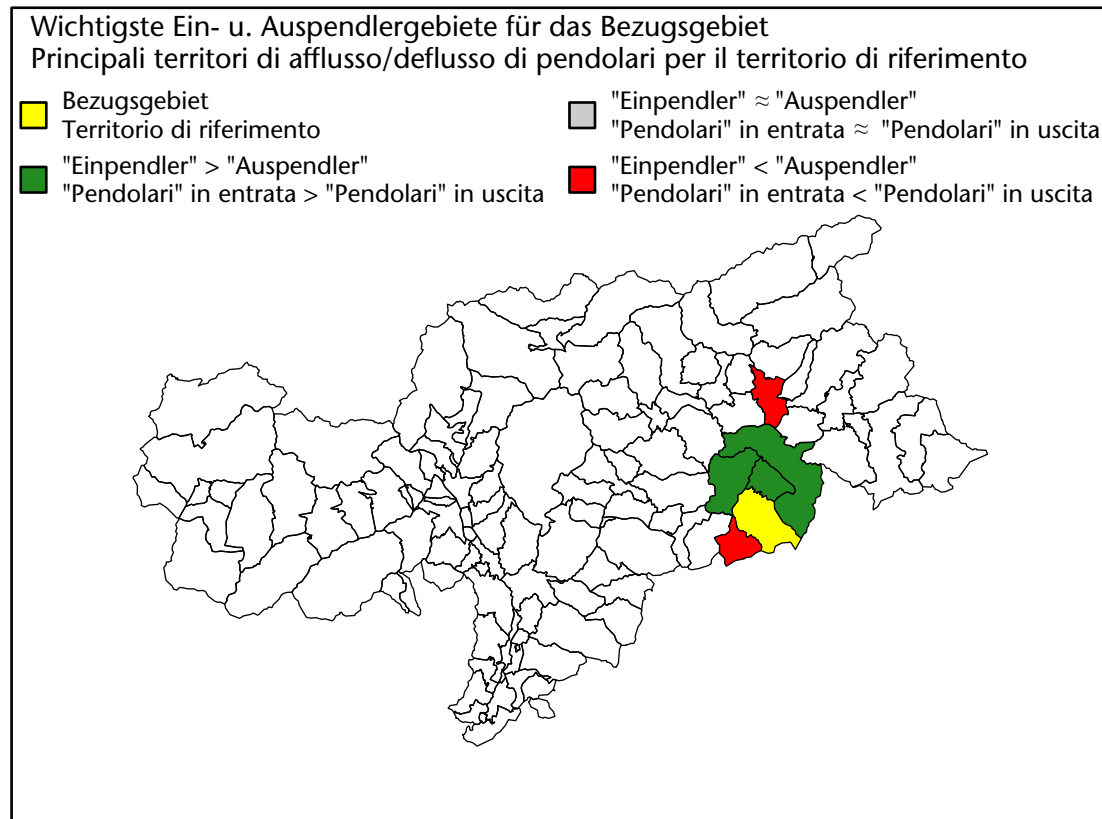 Wichtigste Ein- u. Auspendlergebiete für das Bezugsgebiet
Principali territori di afflusso/deflusso di pendolari per il territorio di riferimento
Bezugsgebiet
Territorio di riferimento
"Einpendler" > "Auspendler"
"Pendolari" in entrata > "Pendolari" in uscita
"Einpendler" ≈ "Auspendler"
"Pendolari" in entrata ≈ "Pendolari" in uscita
"Einpendler" < "Auspendler"
"Pendolari" in entrata < "Pendolari" in uscita